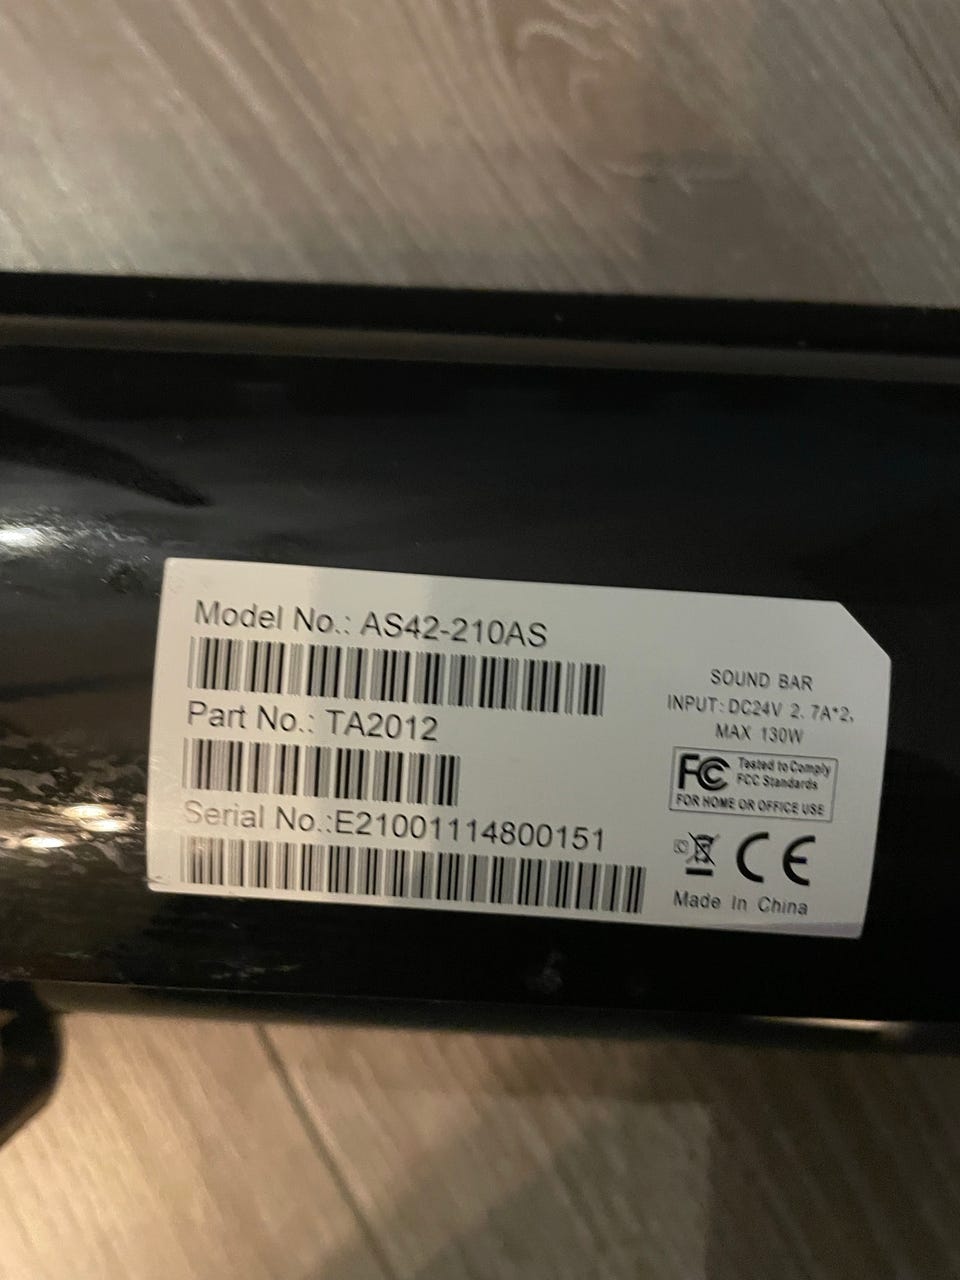 Model No.: AS42-210AS
Part No.: TA2012
Serial No.:E21001114800151
SOUND BAR
INPUT: DC24V 2. 7A*2,
MAX 130W
FC Tested to Comply
FCC Standards
FOR HOME OR OFFICE USE
CE
Made In China